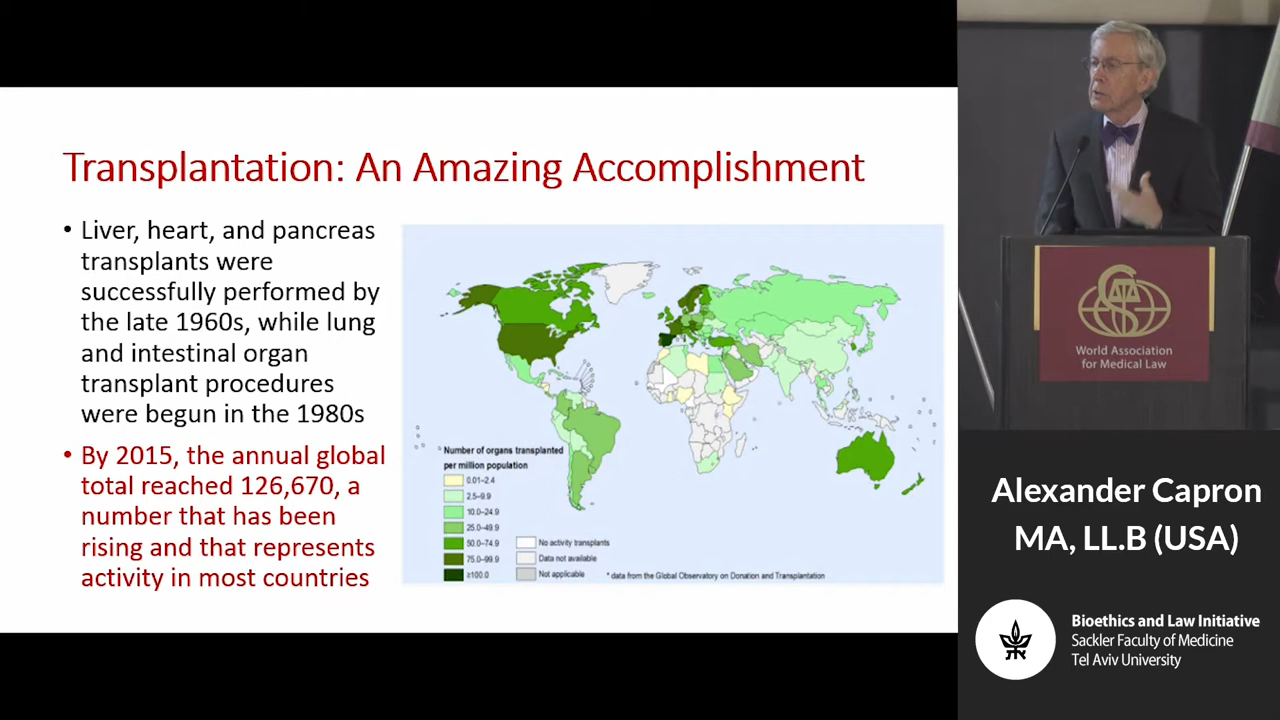 Transplantation: An Amazing Accomplishment
• Liver, heart, and pancreas
transplants were
successfully performed by
the late 1960s, while lung
and intestinal organ
transplant procedures
were begun in the 1980s
• By 2015, the annual global
total reached 126,670, a
number that has been
rising and that represents
activity in most countries
Number of organs transplanted
per million population
0.01–2.4
2.5–9.9
10.0–24.9
25.0–49.9
50.0–74.9
75.0–99.9
≥100.0
No activity transplants
Data not available
Not applicable
* data from the Global Observatory on Donation and Transplantation
World Association
for Medical Law
Alexander Capron
MA, LL.B (USA)
Bioethics and Law Initiative
Sackler Faculty of Medicine
Tel Aviv University